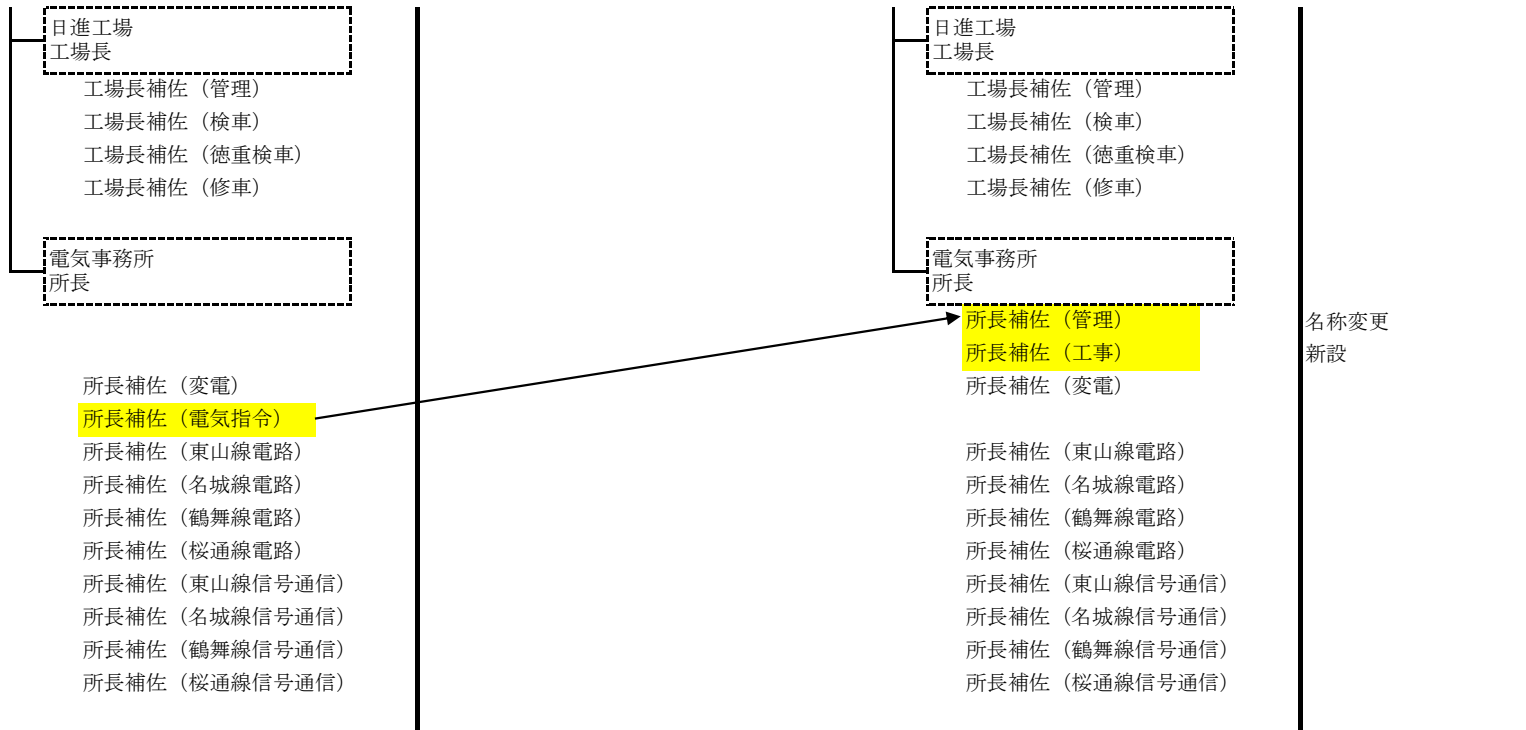 日進工場
工場長
工場長補佐（管理）
工場長補佐（検車）
工場長補佐（徳重検車）
工場長補佐（修車）
電気事務所
所長
所長補佐（変電）
所長補佐（電気指令）
所長補佐（東山線電路）
所長補佐（名城線電路）
所長補佐（鶴舞線電路）
所長補佐（桜通線電路）
所長補佐（東山線信号通信）
所長補佐（名城線信号通信）
所長補佐（鶴舞線信号通信）
所長補佐（桜通線信号通信）
日進工場
工場長
工場長補佐（管理）
工場長補佐（検車）
工場長補佐（徳重検車）
工場長補佐（修車）
電気事務所
所長
所長補佐（管理）
所長補佐（工事）
所長補佐（変電）
所長補佐（東山線電路）
所長補佐（名城線電路）
所長補佐（鶴舞線電路）
所長補佐（桜通線電路）
所長補佐（東山線信号通信）
所長補佐（名城線信号通信）
所長補佐（鶴舞線信号通信）
所長補佐（桜通線信号通信）
名称変更
新設